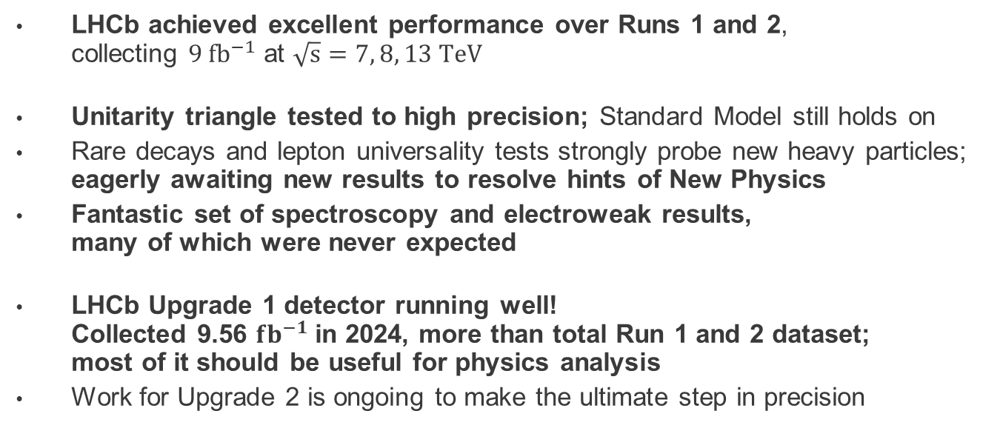 • LHCb achieved excellent performance over Runs 1 and 2,
collecting 9 fb⁻¹ at √s = 7, 8, 13 TeV
• Unitarity triangle tested to high precision; Standard Model still holds on
• Rare decays and lepton universality tests strongly probe new heavy particles;
eagerly awaiting new results to resolve hints of New Physics
• Fantastic set of spectroscopy and electroweak results,
many of which were never expected
• LHCb Upgrade 1 detector running well!
Collected 9.56 fb⁻¹ in 2024, more than total Run 1 and 2 dataset;
most of it should be useful for physics analysis
• Work for Upgrade 2 is ongoing to make the ultimate step in precision